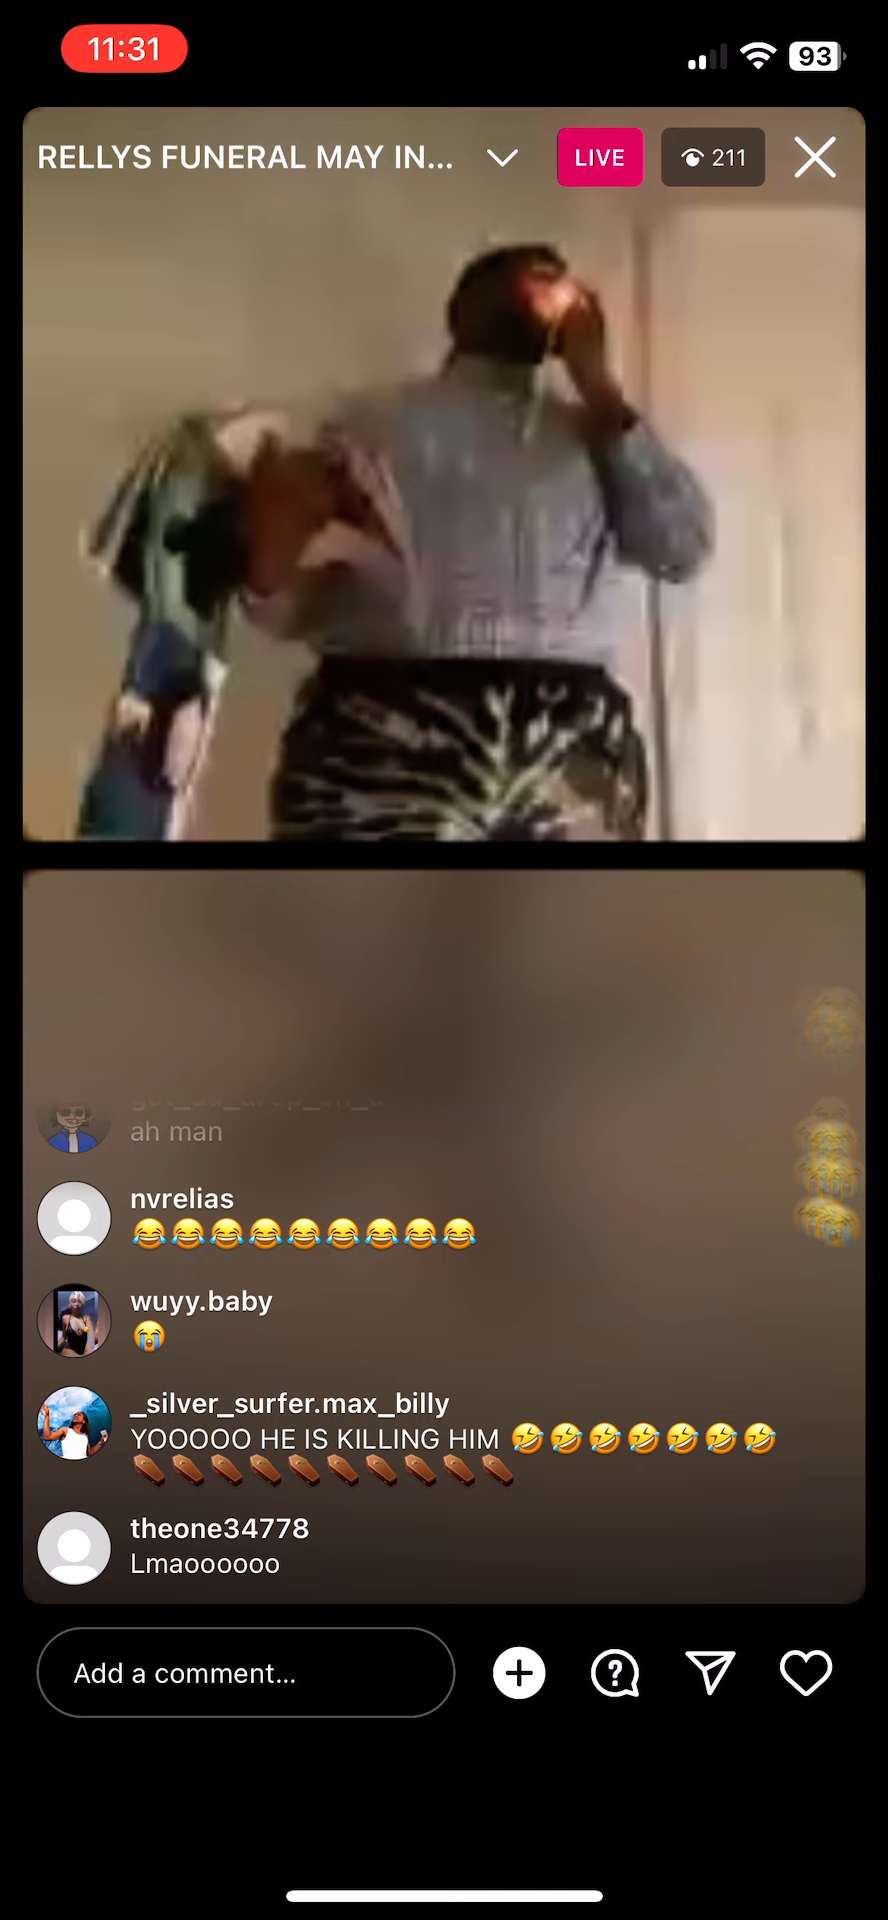 11:31
93
RELLYS FUNERAL MAY IN...
LIVE
211
ah man
nvrelias
😂😂😂😂😂😂😂😂😂
wuyy.baby
😭
_silver_surfer.max_billy
YOOOOO HE IS KILLING HIM 🤣🤣🤣🤣🤣🤣🤣
⚰️⚰️⚰️⚰️⚰️⚰️⚰️⚰️⚰️⚰️
theone34778
Lmaoooooo
Add a comment...